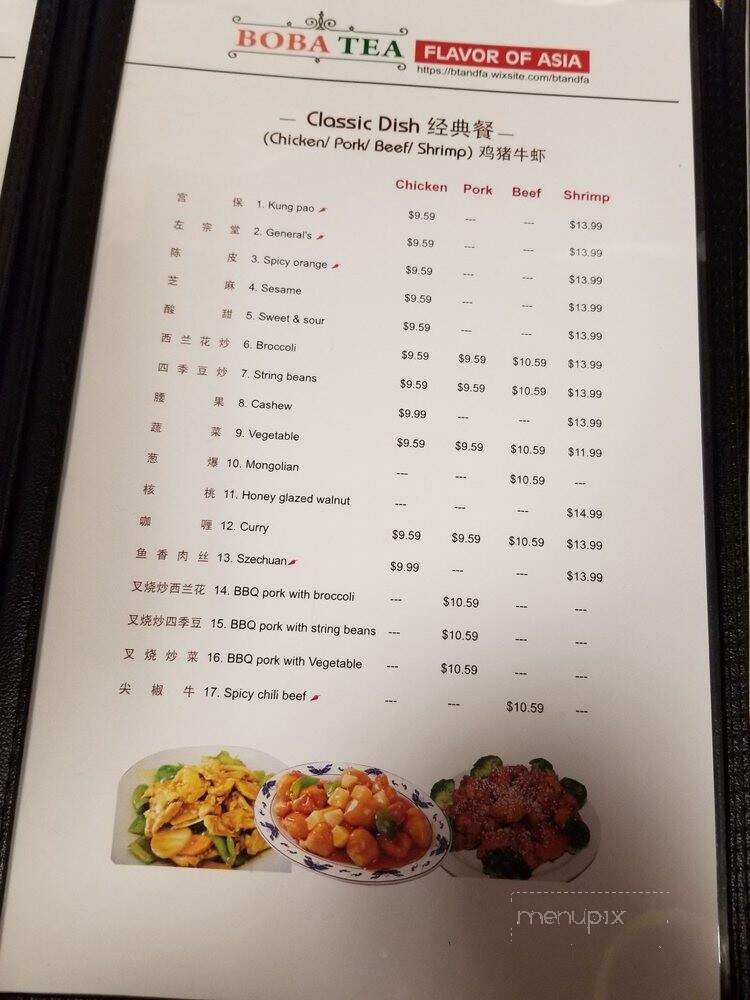 BOBA TEA FLAVOR OF ASIA
https://btandfa.wixsite.com/btandfa
— Classic Dish 经典餐 —
(Chicken/ Pork/ Beef/ Shrimp) 鸡猪牛虾
Chicken Pork Beef Shrimp
宫 保 1. Kung pao $9.59 --- --- $13.99
左 宗 堂 2. General's $9.59 --- --- $13.99
陈 皮 3. Spicy orange $9.59 --- --- $13.99
芝 麻 4. Sesame $9.59 --- --- $13.99
酸 甜 5. Sweet & sour $9.59 --- --- $13.99
西 兰 花 炒 6. Broccoli $9.59 $9.59 $10.59 $13.99
四 季 豆 炒 7. String beans $9.59 $9.59 $10.59 $13.99
腰 果 8. Cashew $9.99 --- --- $13.99
蔬 菜 9. Vegetable $9.59 $9.59 $10.59 $11.99
葱 爆 10. Mongolian --- --- $10.59 ---
核 桃 11. Honey glazed walnut --- --- --- $14.99
咖 喱 12. Curry $9.59 $9.59 $10.59 $13.99
鱼 香 肉 丝 13. Szechuan $9.99 --- --- $13.99
叉烧炒西兰花 14. BBQ pork with broccoli --- $10.59 --- ---
叉烧炒四季豆 15. BBQ pork with string beans --- $10.59 --- ---
叉 烧 炒 菜 16. BBQ pork with Vegetable --- $10.59 --- ---
尖 椒 牛 17. Spicy chili beef --- --- $10.59 ---
menupix